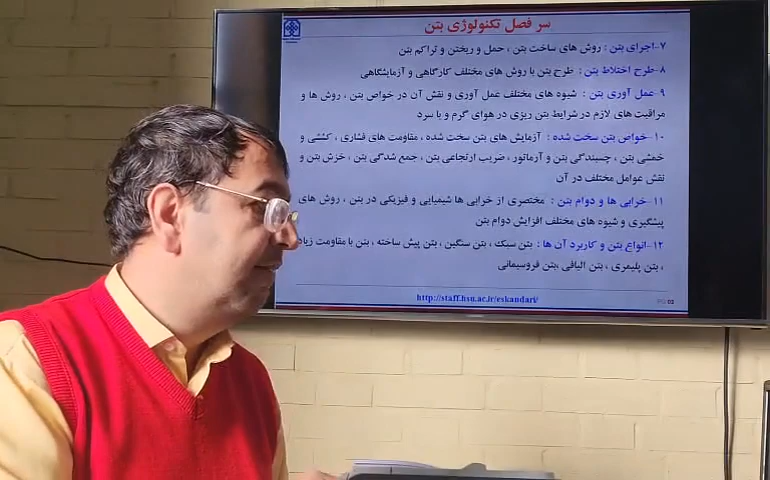 سر فصل تکنولوژی بتن
۷-اجرای بتن : روش های ساخت بتن ، حمل و ریختن و تراکم بتن
۸-طرح اختلاط بتن : طرح بتن با روش های مختلف کارگاهی و آزمایشگاهی
۹-عمل آوری بتن : شیوه های مختلف عمل آوری و نقش آن در خواص بتن ، روش ها و
مراقبت های لازم در شرایط بتن ریزی در هوای گرم و یا سرد
۱۰-خواص بتن سخت شده : آزمایش های بتن سخت شده ، مقاومت های فشاری ، کششی و
خمشی بتن ، چسبندگی بتن و آرماتور ، ضریب ارتجاعی بتن ، جمع شدگی بتن ، خزش بتن و
نقش عوامل مختلف در آن
۱۱-خرابی ها و دوام بتن : مختصری از خرابی ها شیمیایی و فیزیکی در بتن ، روش های
پیشگیری و شیوه های مختلف افزایش دوام بتن
۱۲-انواع بتن و کاربرد آن ها : بتن سبک ، بتن سنگین ، بتن پیش ساخته ، بتن با مقاومت زیاد
، بتن پلیمری ، بتن الیافی ،بتن فروسیمانی
http://staff.hsu.ac.ir/eskandari/
PG 03